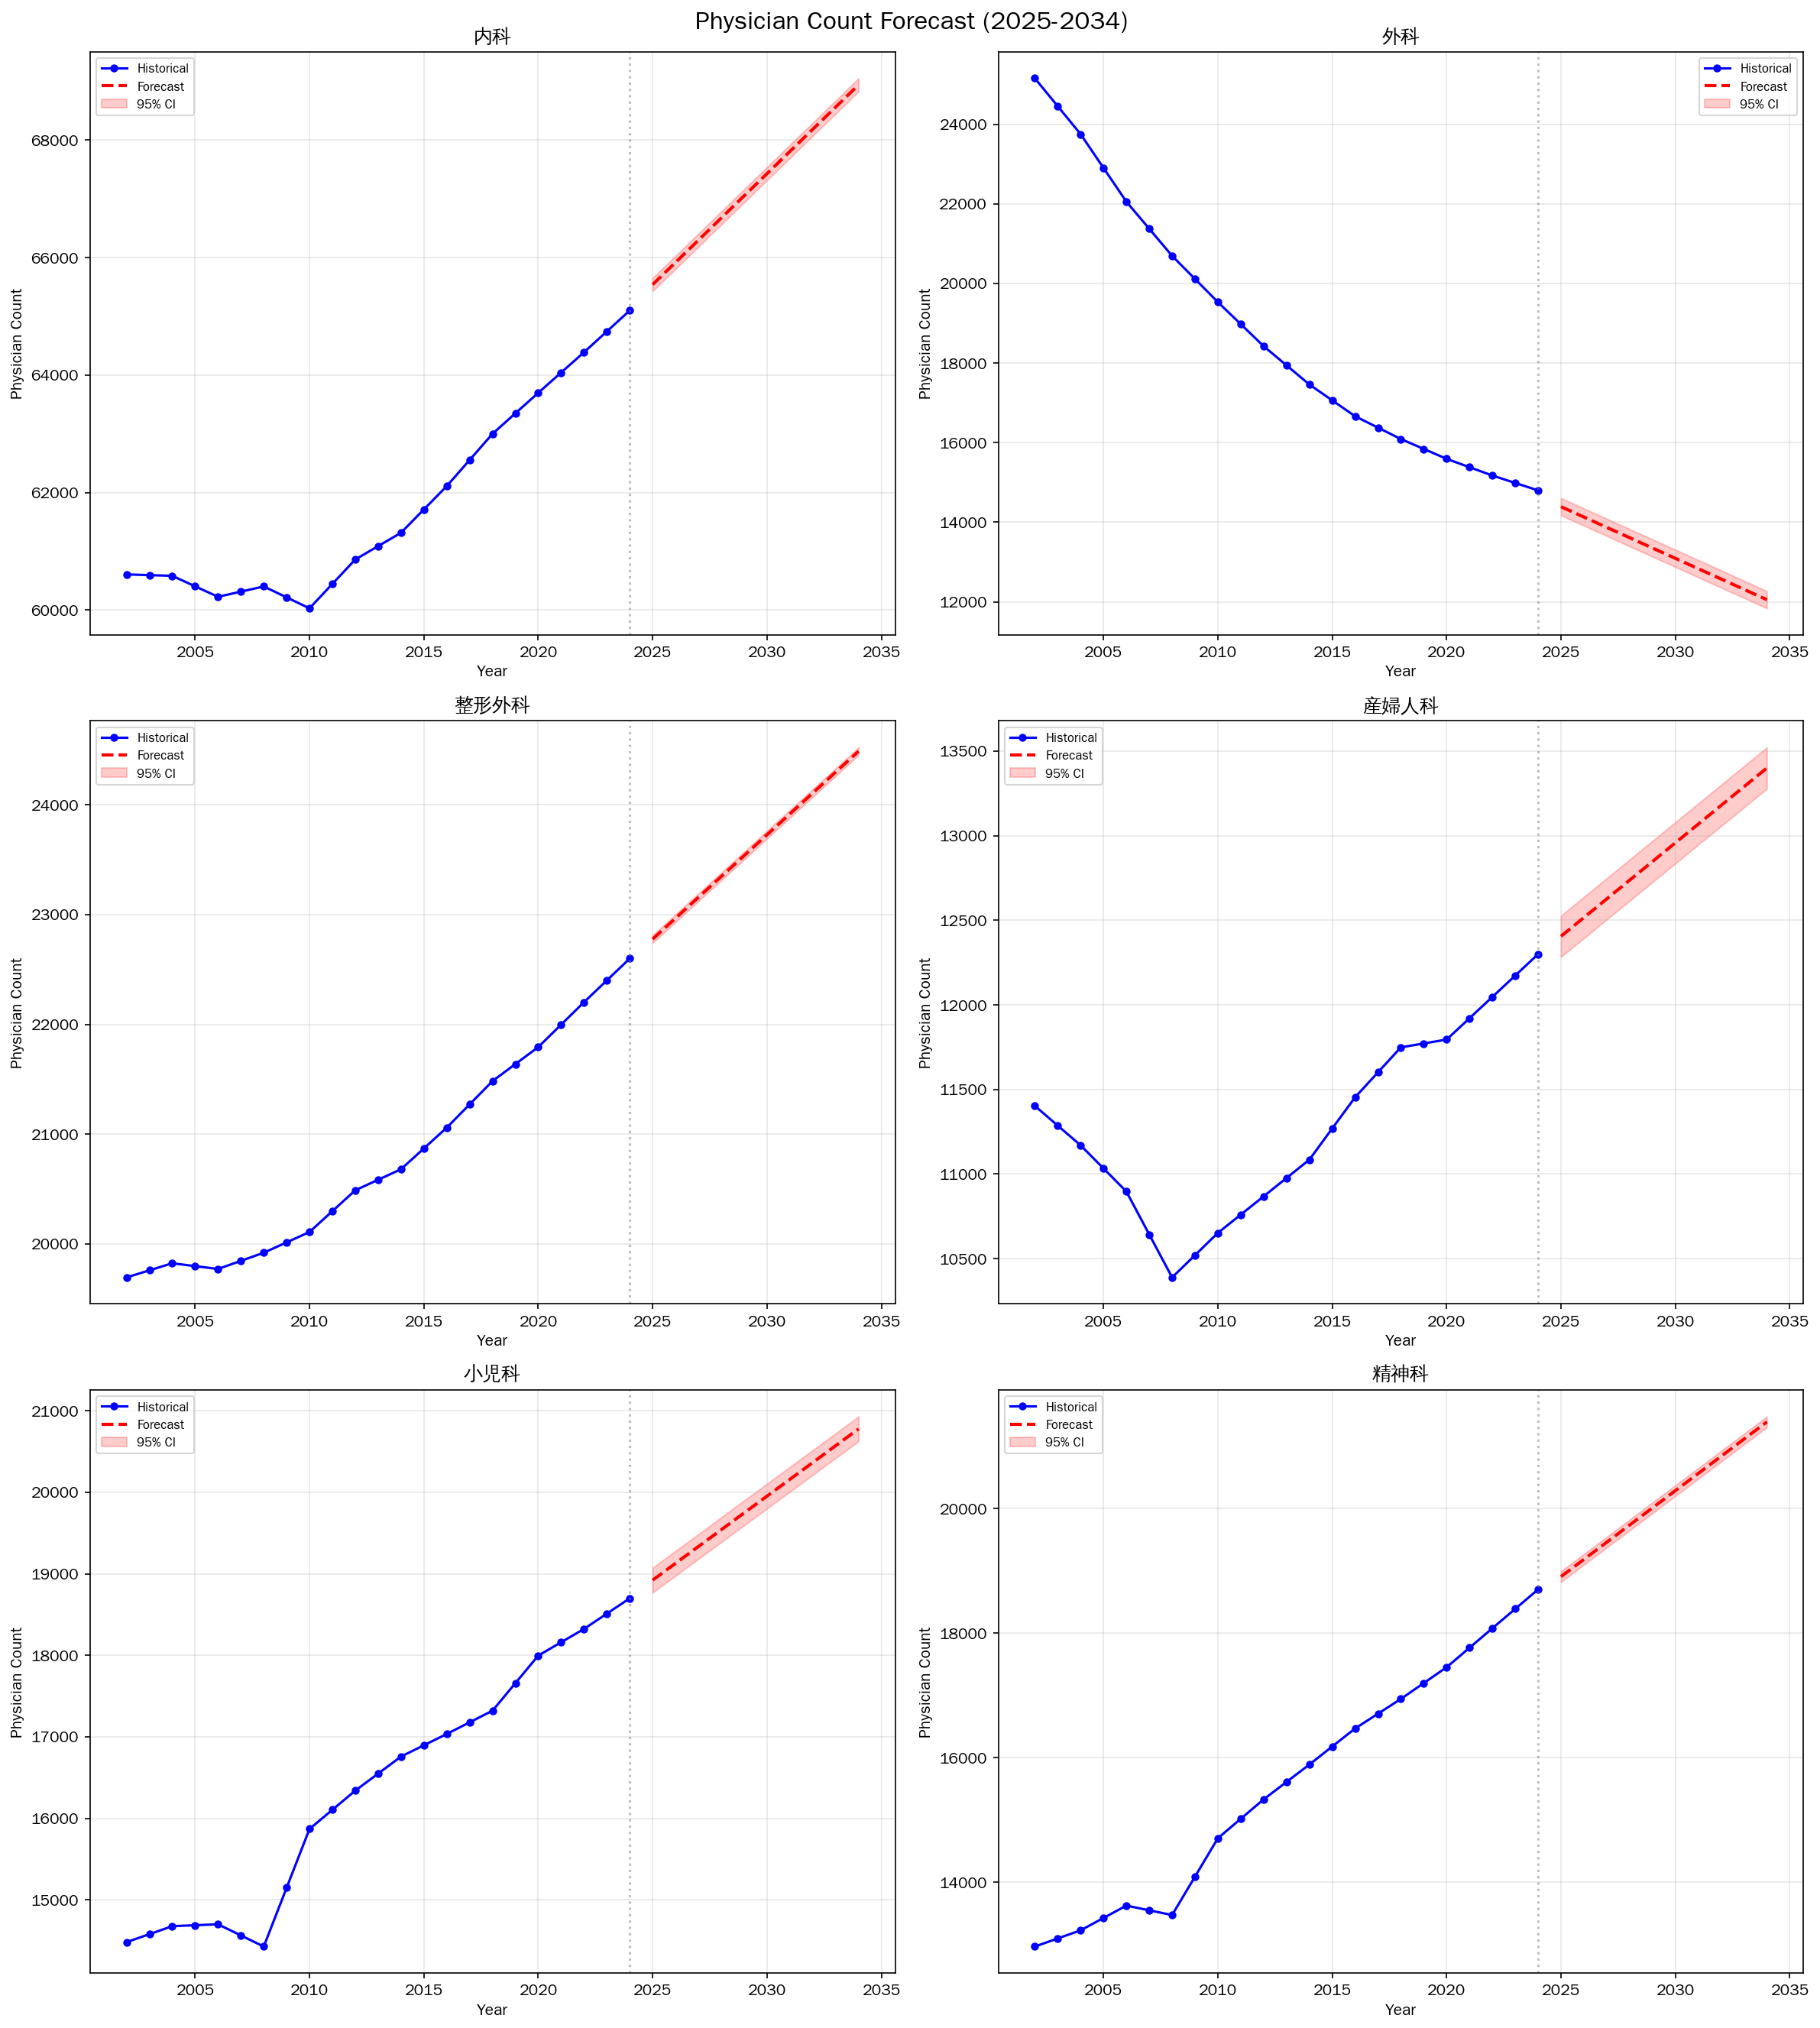 Physician Count Forecast (2025-2034)
内科
Historical
Forecast
95% CI
68000
66000
64000
62000
60000
Physician Count
2005 2010 2015 2020 2025 2030 2035
Year
外科
Historical
Forecast
95% CI
24000
22000
20000
18000
16000
14000
12000
Physician Count
2005 2010 2015 2020 2025 2030 2035
Year
整形外科
Historical
Forecast
95% CI
24000
23000
22000
21000
20000
Physician Count
2005 2010 2015 2020 2025 2030 2035
Year
産婦人科
Historical
Forecast
95% CI
13500
13000
12500
12000
11500
11000
10500
Physician Count
2005 2010 2015 2020 2025 2030 2035
Year
小児科
Historical
Forecast
95% CI
21000
20000
19000
18000
17000
16000
15000
Physician Count
2005 2010 2015 2020 2025 2030 2035
Year
精神科
Historical
Forecast
95% CI
20000
18000
16000
14000
Physician Count
2005 2010 2015 2020 2025 2030 2035
Year